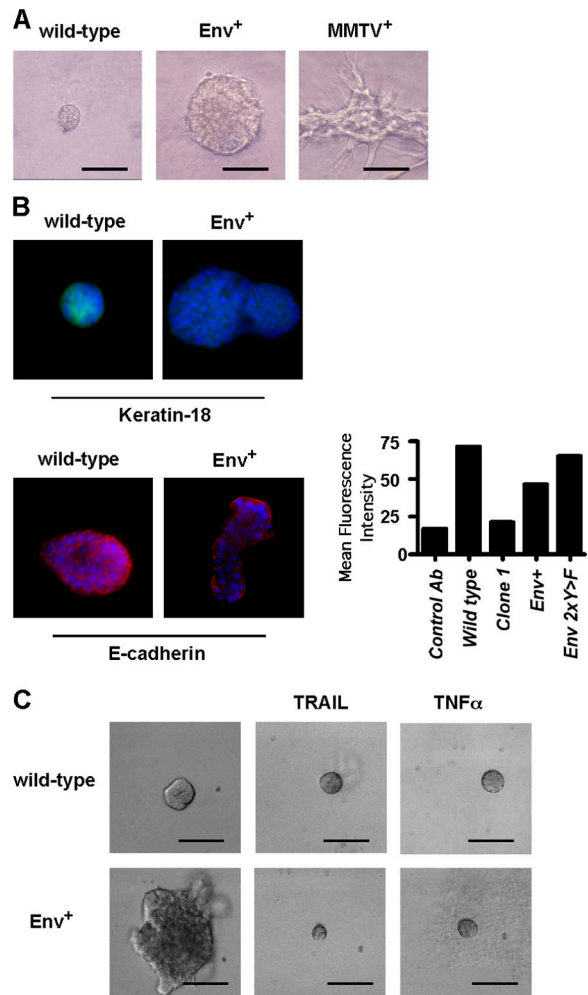 A
wild-type Env+ MMTV+
B
wild-type Env+
Keratin-18
wild-type Env+
E-cadherin
Mean Fluorescence
Intensity
75
50
25
0
Control Ab
Wild type
Clone 1
Env+
Env 2xY>F
C
TRAIL TNFα
wild-type
Env+